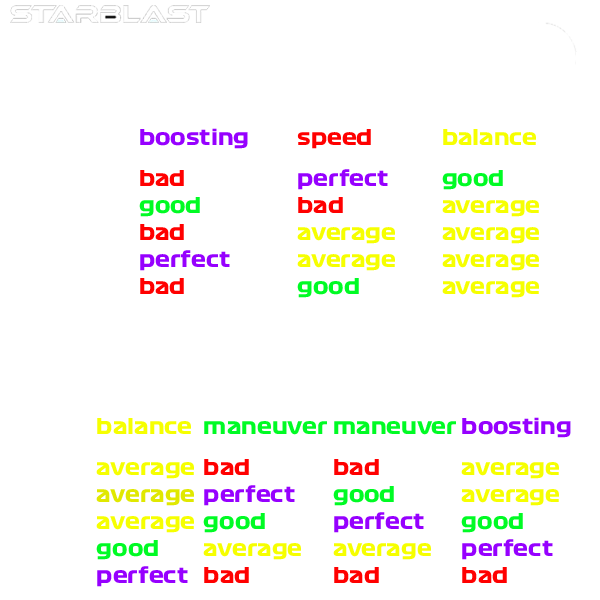 STARBLAST
boosting speed balance
bad perfect good
good bad average
bad average average
perfect average average
bad good average
balance maneuver maneuver boosting
average bad bad average
average perfect good average
average good perfect good
good average average perfect
perfect bad bad bad